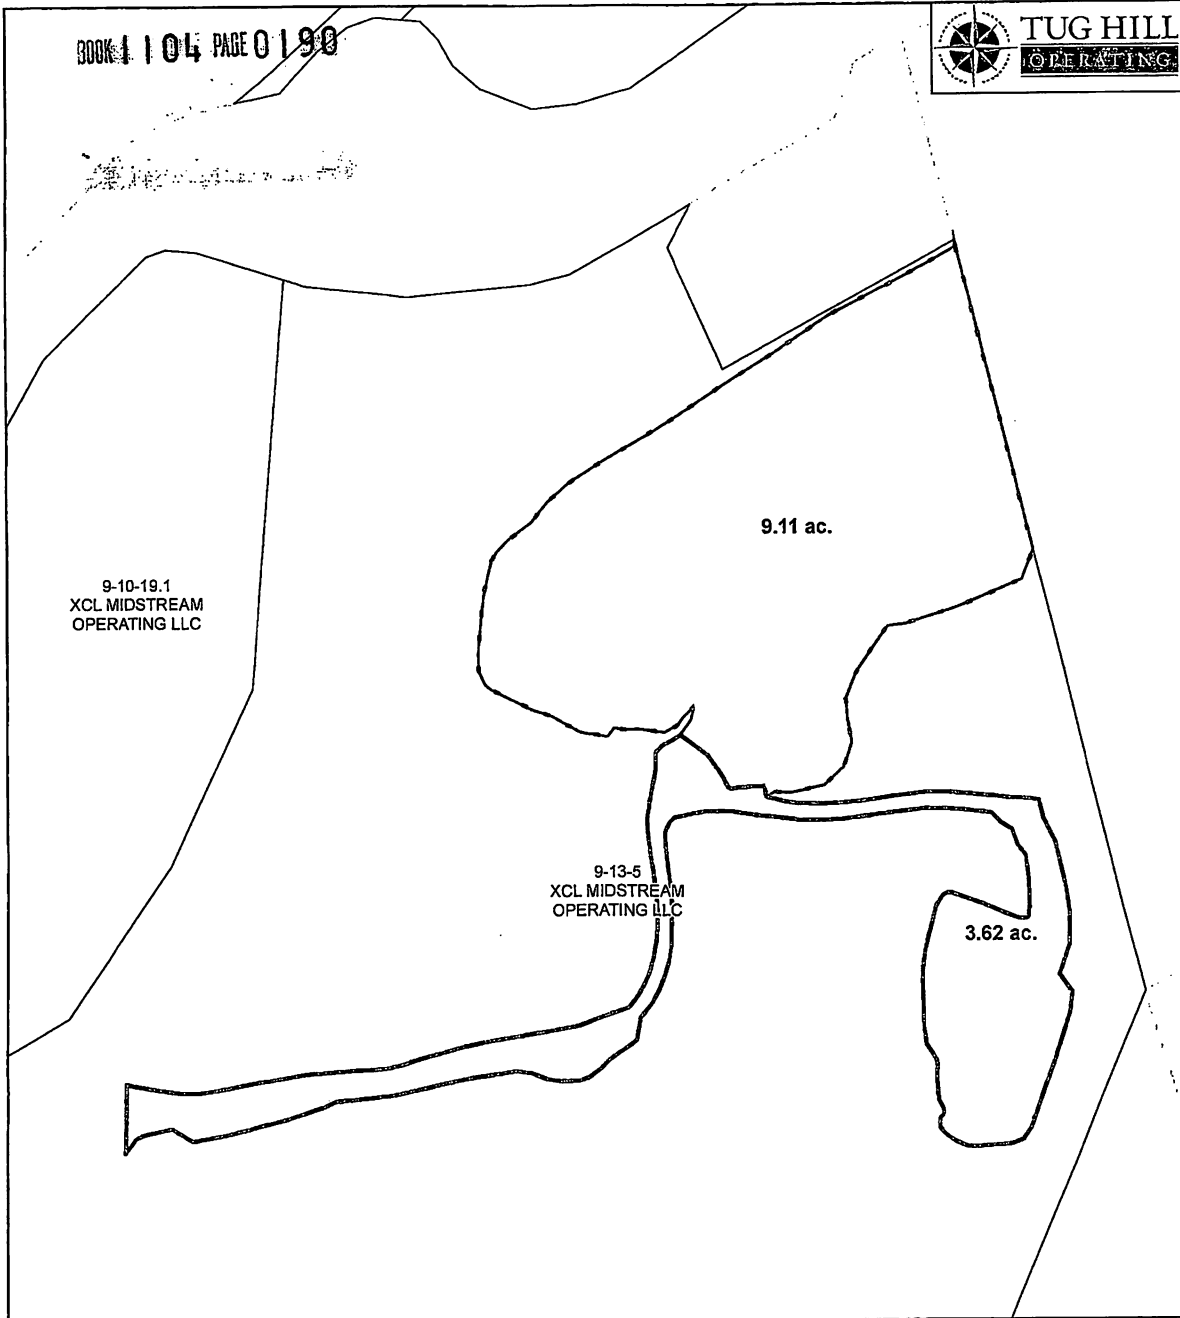 BOOK 1104 PAGE 0190
TUG HILL
OPERATING
9.11 ac.
9-10-19.1
XCL MIDSTREAM
OPERATING LLC
9-13-5
XCL MIDSTREAM
OPERATING LLC
3.62 ac.